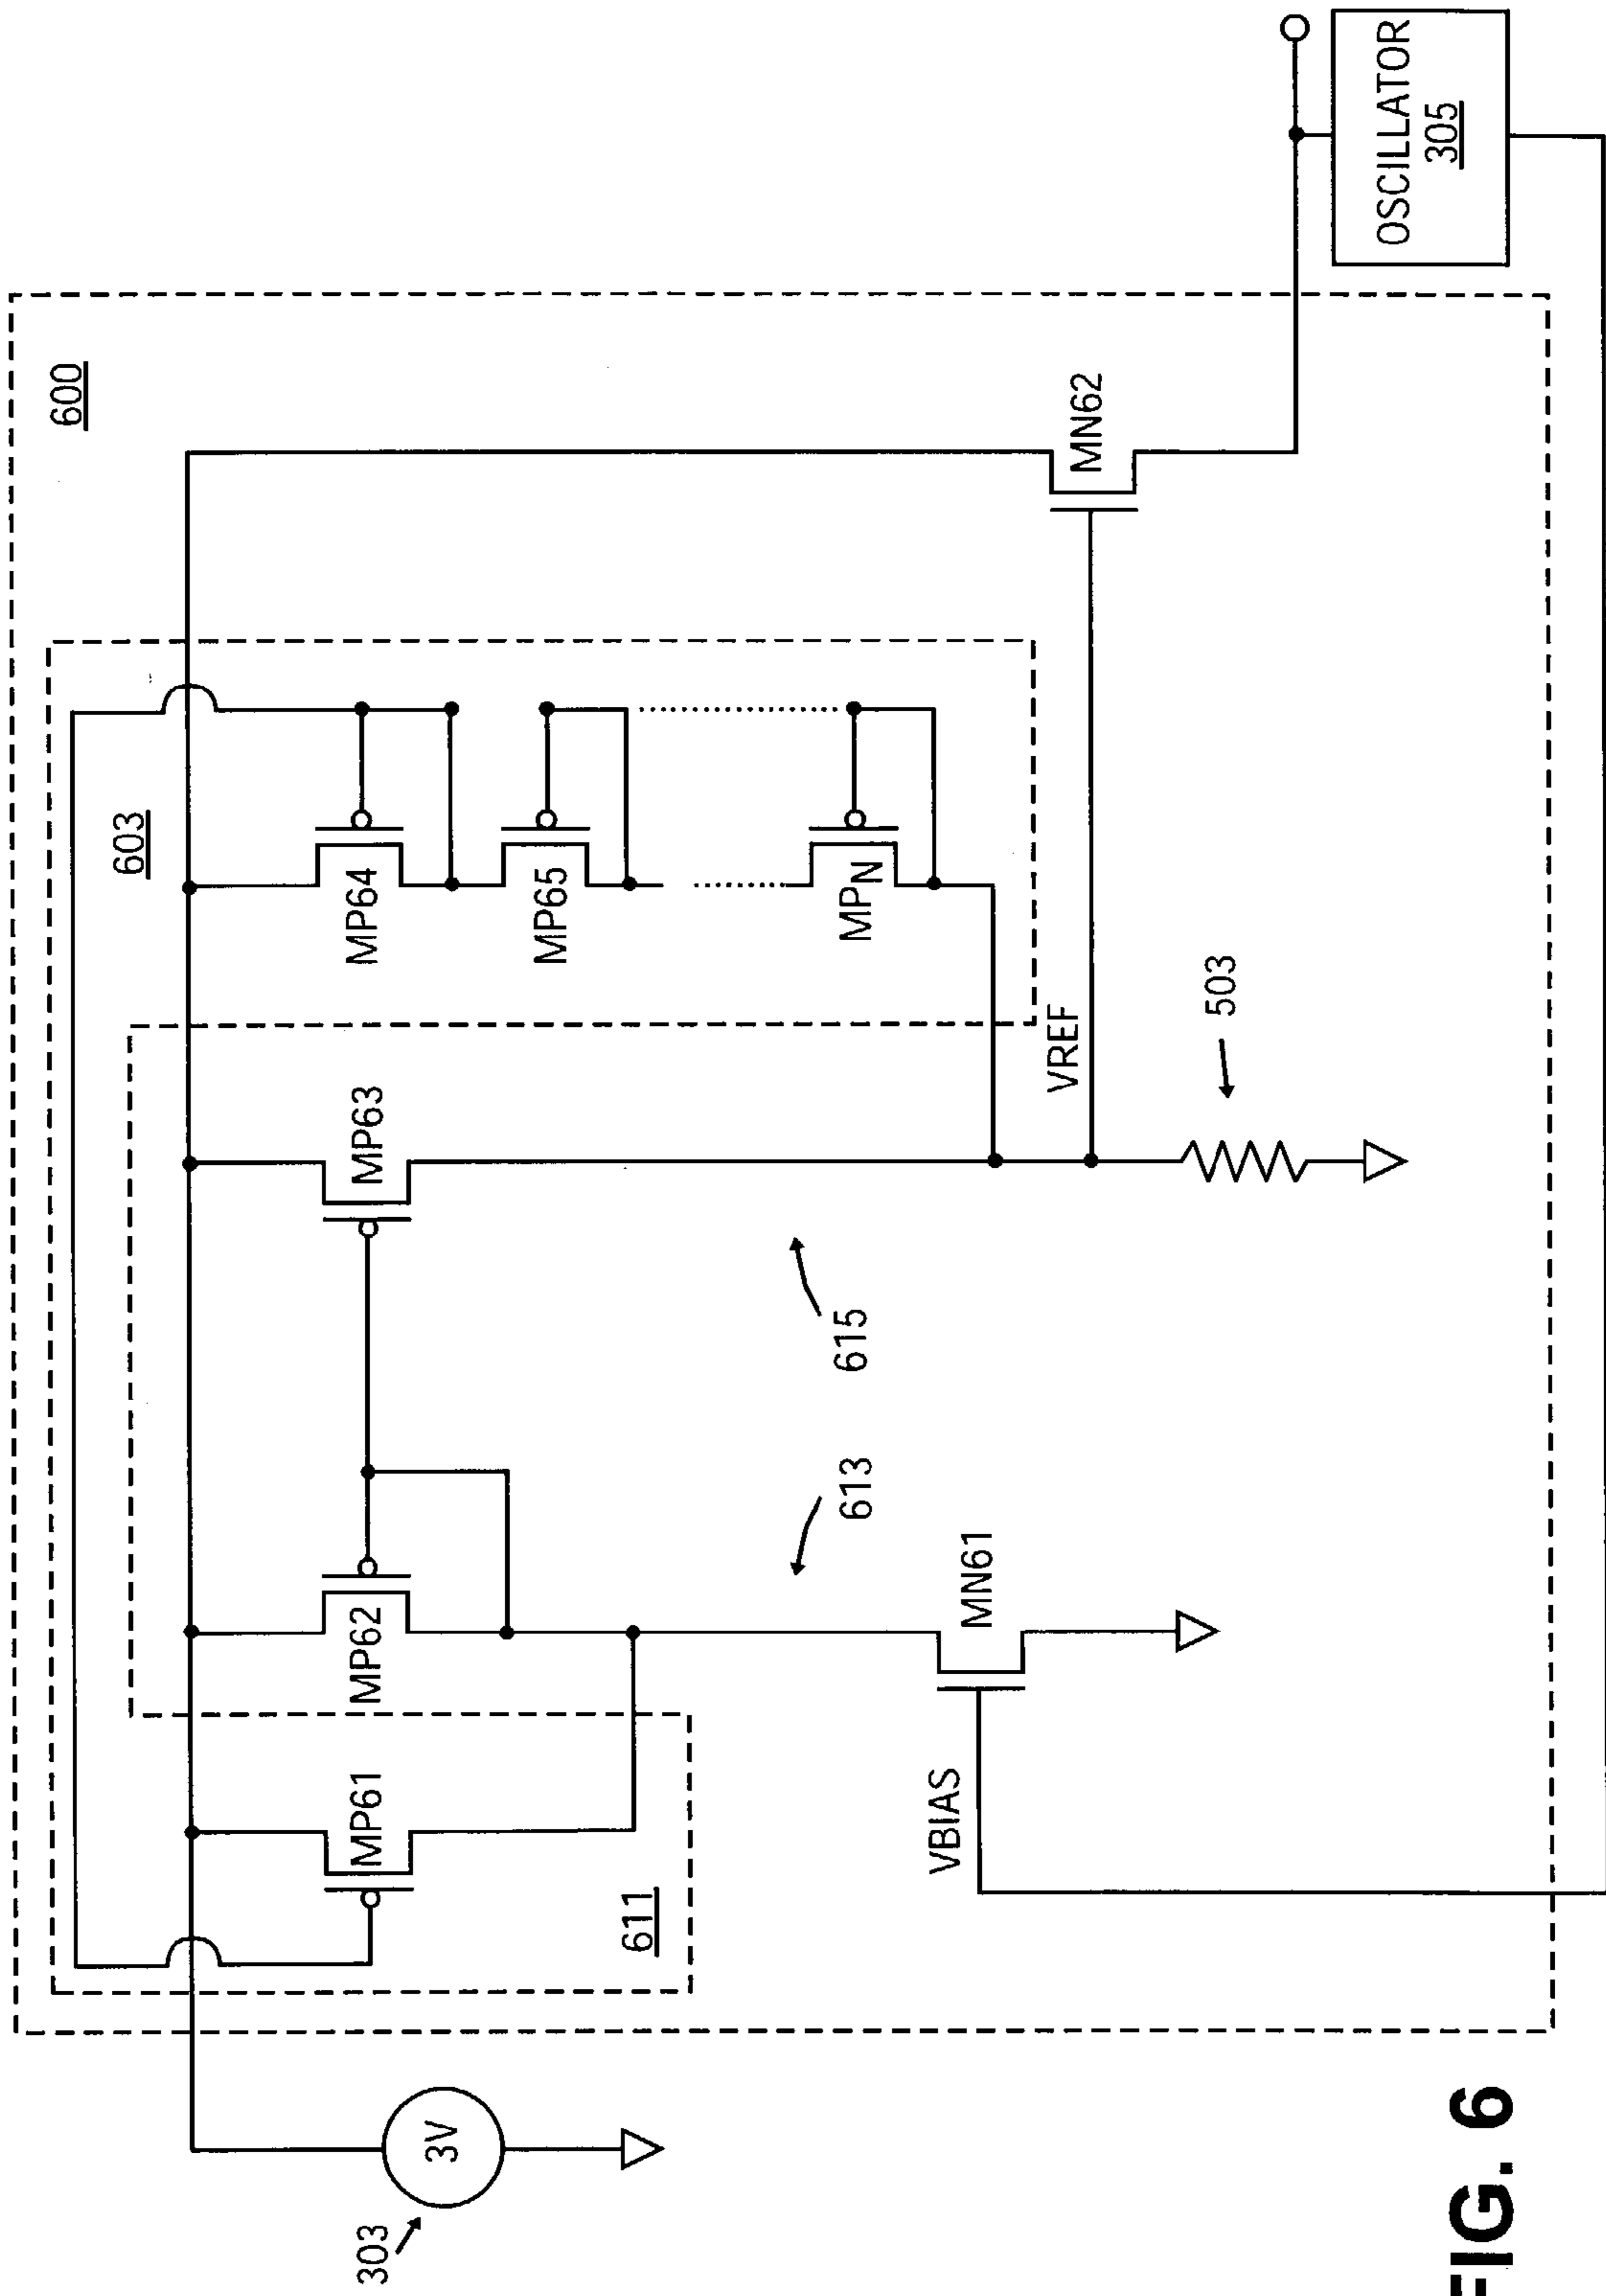 600
603
MP61
MP62
MP63
MP64
MP65
MPN
611
613
615
VBIAS
MN61
VREF
503
MN62
303
3V
OSCILLATOR
305
FIG. 6